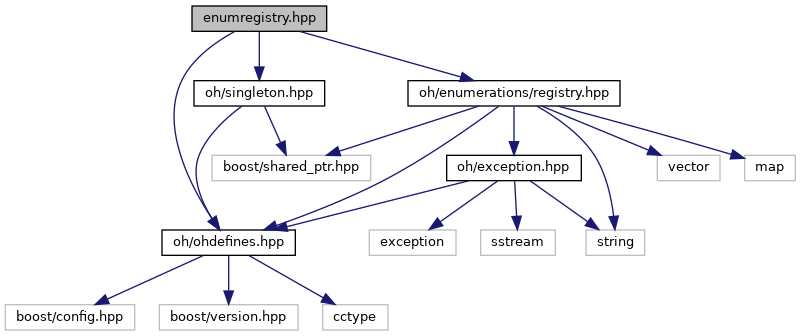 enumregistry.hpp
oh/singleton.hpp
oh/enumerations/registry.hpp
boost/shared_ptr.hpp
oh/exception.hpp
vector
map
oh/ohdefines.hpp
exception
sstream
string
boost/config.hpp
boost/version.hpp
cctype